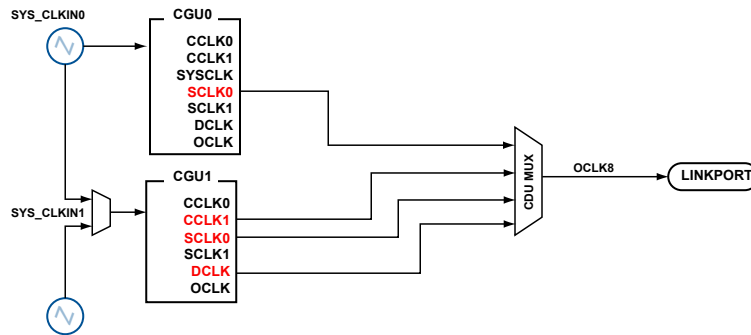 SYS_CLKIN0
CGU0
CCLK0
CCLK1
SYSCLK
SCLK0
SCLK1
DCLK
OCLK
SYS_CLKIN1
CGU1
CCLK0
CCLK1
SCLK0
SCLK1
DCLK
OCLK
CDU MUX
OCLK8
LINKPORT